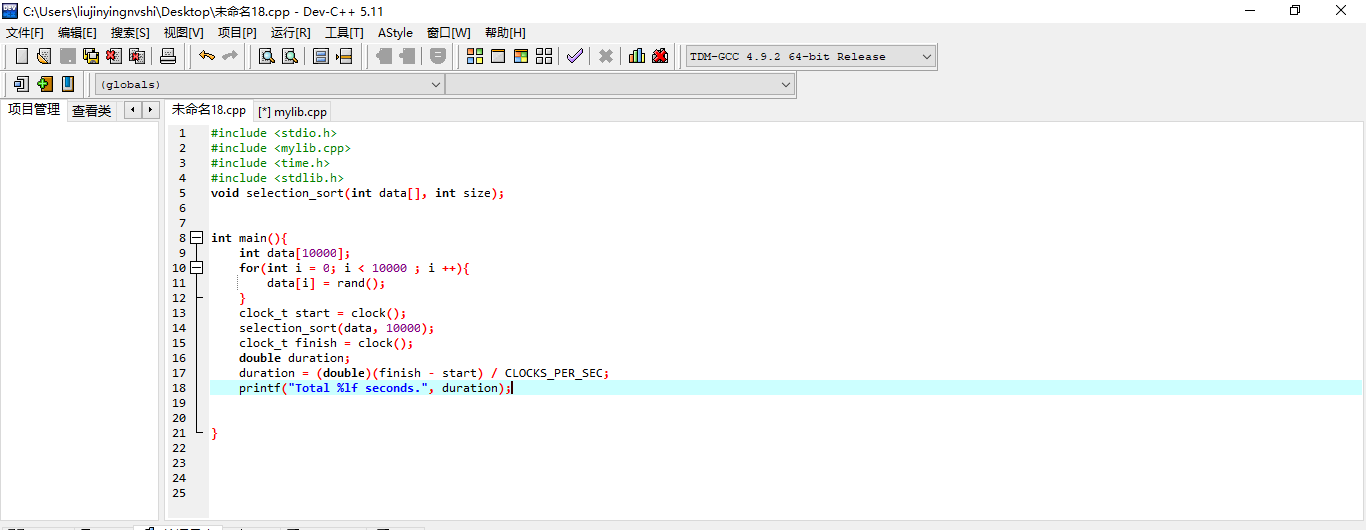 C:\Users\liujinyingnvshi\Desktop\未命名18.cpp - Dev-C++ 5.11
文件[F] 编辑[E] 搜索[S] 视图[V] 项目[P] 运行[R] 工具[T] AStyle 窗口[W] 帮助[H]
TDM-GCC 4.9.2 64-bit Release
(globals)
项目管理 查看类 未命名18.cpp [*] mylib.cpp
1 #include <stdio.h>
2 #include <mylib.cpp>
3 #include <time.h>
4 #include <stdlib.h>
5 void selection_sort(int data[], int size);
6
7
8 int main(){
9 int data[10000];
10 for(int i = 0; i < 10000 ; i ++){
11 data[i] = rand();
12 }
13 clock_t start = clock();
14 selection_sort(data, 10000);
15 clock_t finish = clock();
16 double duration;
17 duration = (double)(finish - start) / CLOCKS_PER_SEC;
18 printf("Total %lf seconds.", duration);
19
20
21 }
22
23
24
25